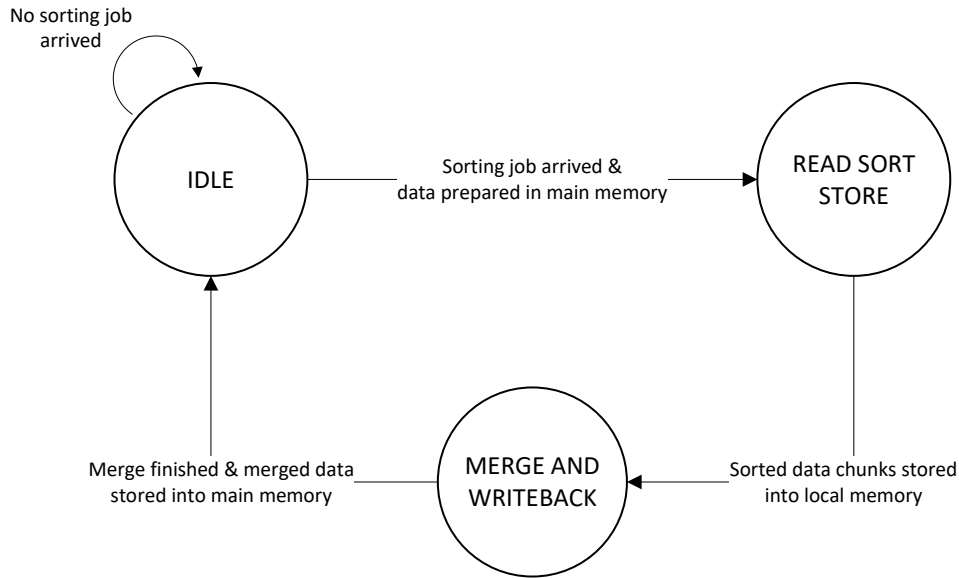 No sorting job
arrived
IDLE
Sorting job arrived &
data prepared in main memory
READ SORT
STORE
Merge finished & merged data
stored into main memory
MERGE AND
WRITEBACK
Sorted data chunks stored
into local memory